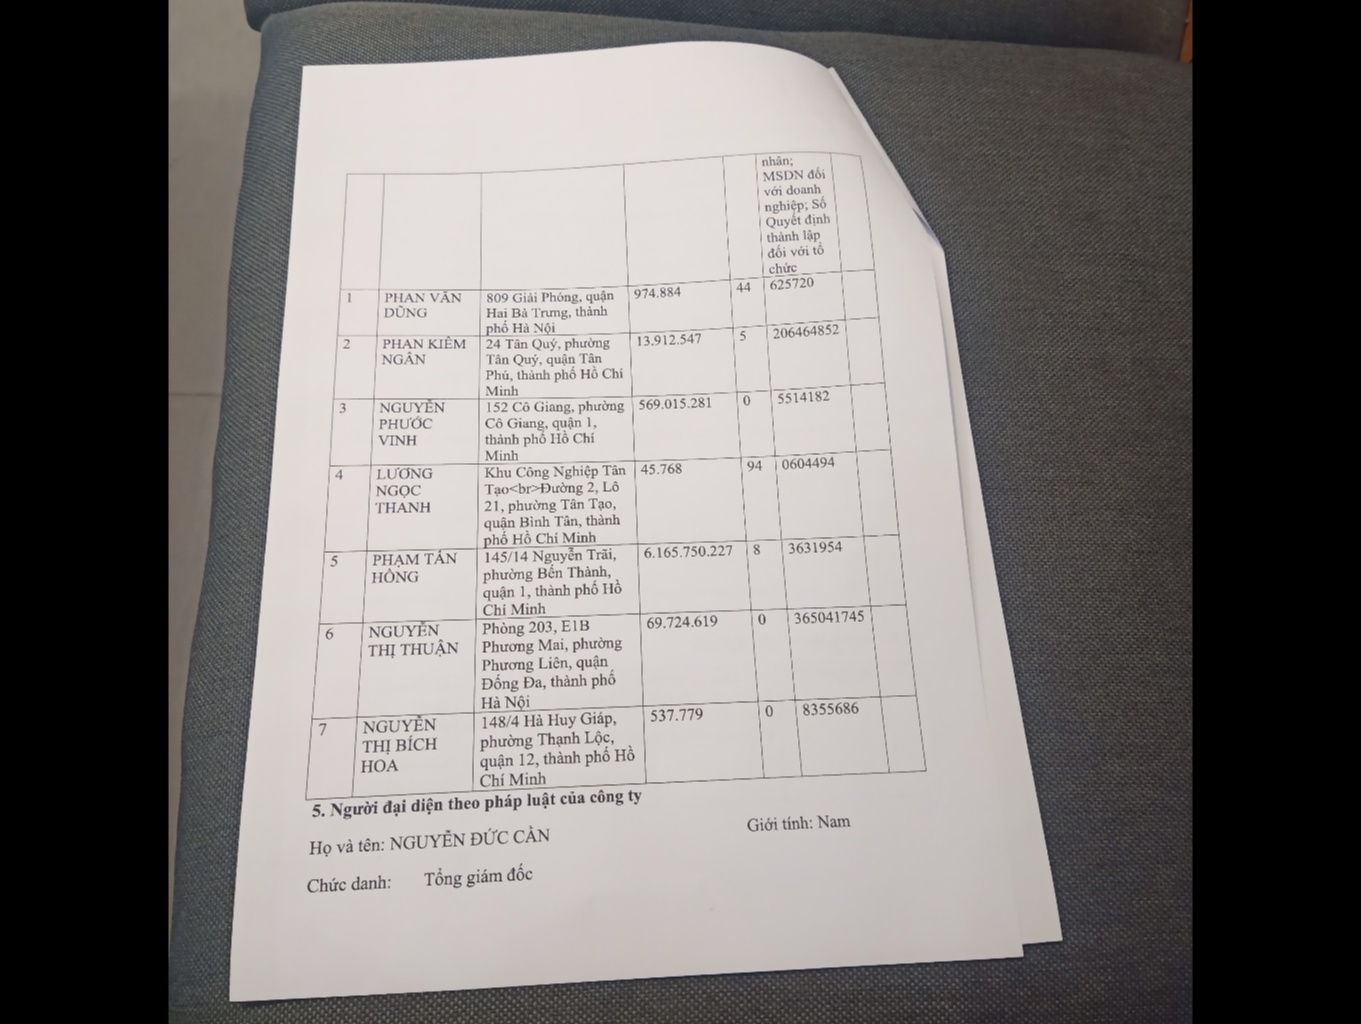 nhân;
MSDN đối
với doanh
nghiệp; Số
Quyết định
thành lập
đối với tổ
chức
1
PHAN VĂN
DŨNG
809 Giải Phóng, quận
Hai Bà Trưng, thành
phố Hà Nội
974.884
44
625720
2
PHAN KIÊM
NGÂN
24 Tân Quý, phường
Tân Quý, quận Tân
Phú, thành phố Hồ Chí
Minh
13.912.547
5
206464852
3
NGUYỄN
PHƯỚC
VINH
152 Cô Giang, phường
Cô Giang, quận 1,
thành phố Hồ Chí
Minh
569.015.281
0
5514182
4
LƯƠNG
NGỌC
THANH
Khu Công Nghiệp Tân
Tạo<br>Đường 2, Lô
21, phường Tân Tạo,
quận Bình Tân, thành
phố Hồ Chí Minh
45.768
94
0604494
5
PHẠM TẤN
HỒNG
145/14 Nguyễn Trãi,
phường Bến Thành,
quận 1, thành phố Hồ
Chí Minh
6.165.750.227
8
3631954
6
NGUYỄN
THỊ THUẬN
Phòng 203, E1B
Phương Mai, phường
Phương Liên, quận
Đống Đa, thành phố
Hà Nội
69.724.619
0
365041745
7
NGUYỄN
THỊ BÍCH
HOA
148/4 Hà Huy Giáp,
phường Thạnh Lộc,
quận 12, thành phố Hồ
Chí Minh
537.779
0
8355686
5. Người đại diện theo pháp luật của công ty
Họ và tên: NGUYỄN ĐỨC CẦN Giới tính: Nam
Chức danh: Tổng giám đốc